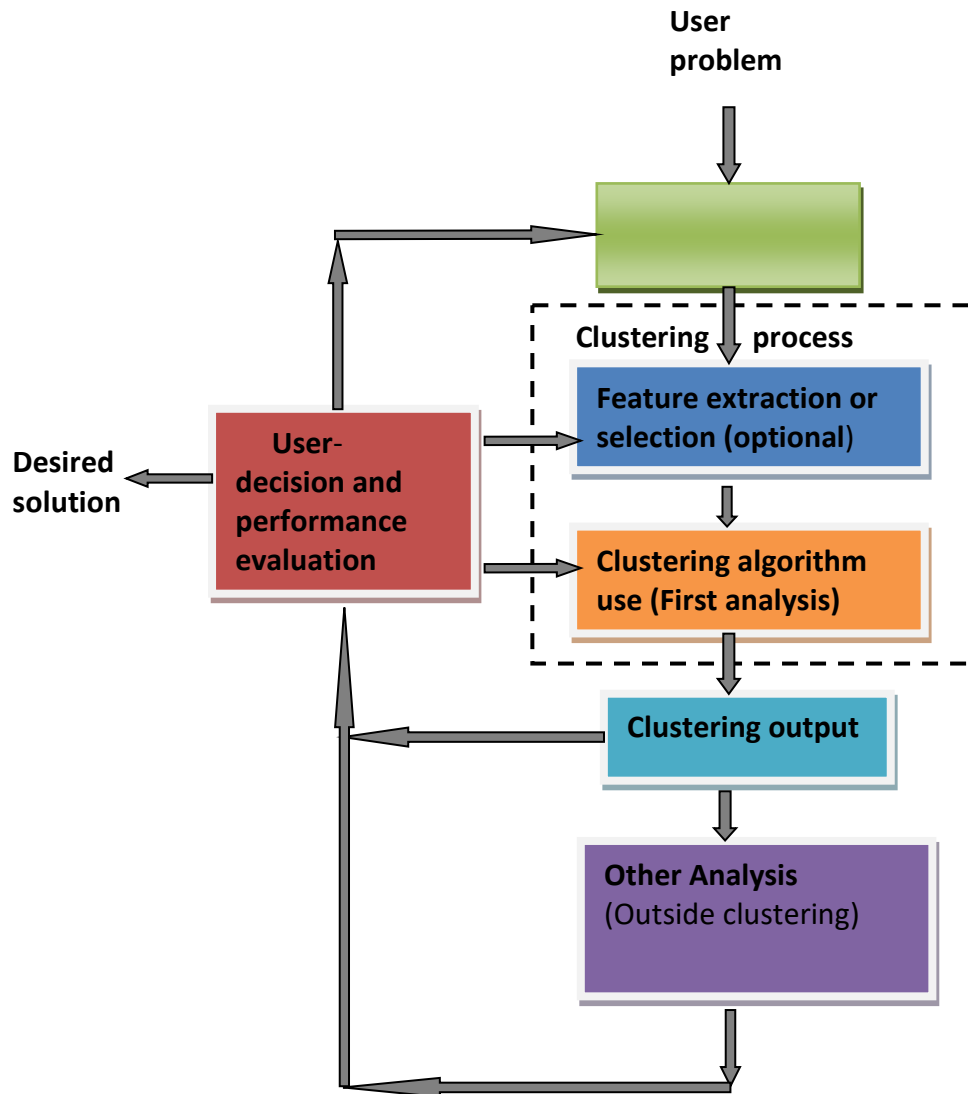 User
problem
Clustering process
Feature extraction or
selection (optional)
User-
decision and
performance
evaluation
Desired
solution
Clustering algorithm
use (First analysis)
Clustering output
Other Analysis
(Outside clustering)